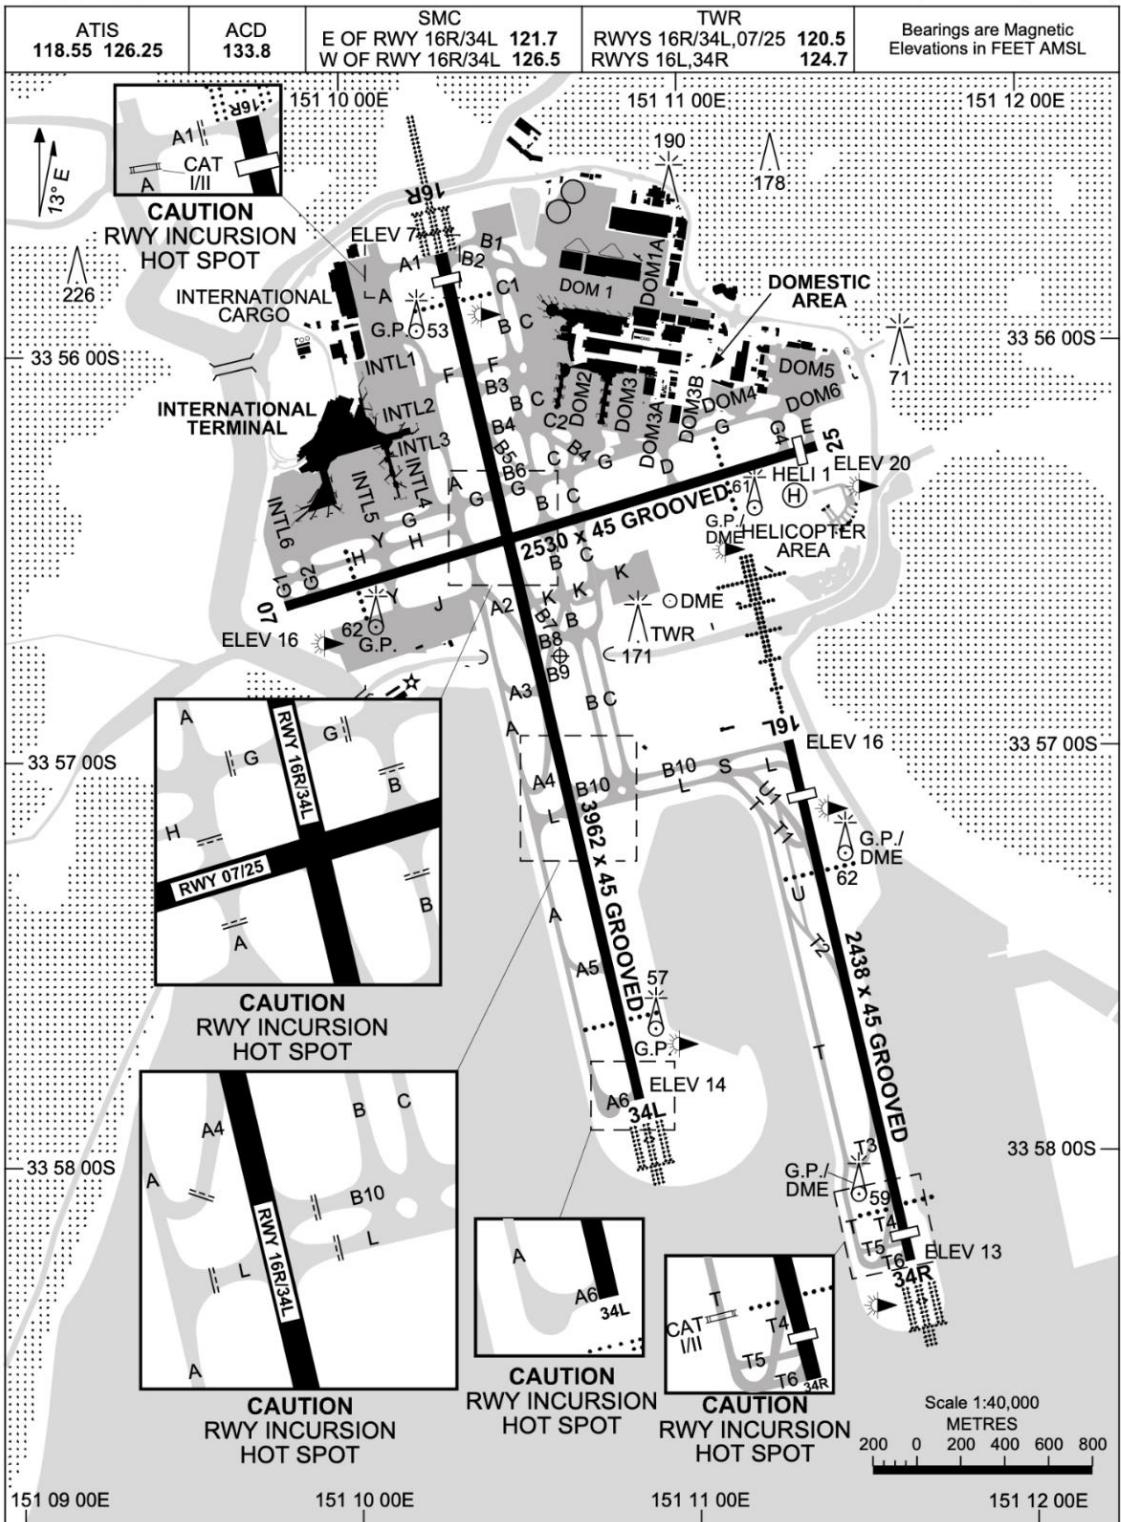 ATIS
118.55 126.25
ACD
133.8
SMC
E OF RWY 16R/34L 121.7
W OF RWY 16R/34L 126.5
TWR
RWYS 16R/34L,07/25 120.5
RWYS 16L,34R 124.7
Bearings are Magnetic
Elevations in FEET AMSL
151 10 00E
151 11 00E
151 12 00E
13° E
16R
A1
CAT
I/II
A
CAUTION
RWY INCURSION
HOT SPOT
226
190
178
71
16R
ELEV 7
A1
B2
B1
A
C1
INTERNATIONAL
CARGO
G.P.
53
B
C
DOM 1
DOM1A
DOMESTIC
AREA
33 56 00S
33 56 00S
INTL1
F
F
B3
B
C
DOM2
DOM3
DOM3A
DOM3B
DOM4
DOM5
DOM6
INTERNATIONAL
TERMINAL
INTL2
INTL3
INTL4
INTL5
INTL6
B4
C2
B5
B6
C
B4
G
D
G
G4
E
25
ELEV 20
A
G
G
B
C
61
HELI 1
H
G.P./
DME
HELICOPTER
AREA
2530 x 45 GROOVED
G
Y
H
H
G1
G2
07
ELEV 16
62
G.P.
Y
J
A2
B
C
K
K
K
B7
B
B8
B9
DME
TWR
171
A3
A
B
C
16L
ELEV 16
33 57 00S
33 57 00S
A4
L
B10
B10
L
S
L
U1
T
T1
U
G.P./
DME
62
T2
3962 x 45 GROOVED
2438 x 45 GROOVED
A
A5
57
G.P.
ELEV 14
A6
34L
T
T3
G.P./
DME
59
T
T4
T5
T6
ELEV 13
34R
A
RWY 16R/34L
G
G
B
H
RWY 07/25
B
A
CAUTION
RWY INCURSION
HOT SPOT
33 58 00S
33 58 00S
A4
B
C
A
B10
L
L
RWY 16R/34L
A
CAUTION
RWY INCURSION
HOT SPOT
A
A6
34L
CAUTION
RWY INCURSION
HOT SPOT
T
CAT
I/II
T4
T5
T6
34R
CAUTION
RWY INCURSION
HOT SPOT
Scale 1:40,000
METRES
200 0 200 400 600 800
151 09 00E
151 10 00E
151 11 00E
151 12 00E